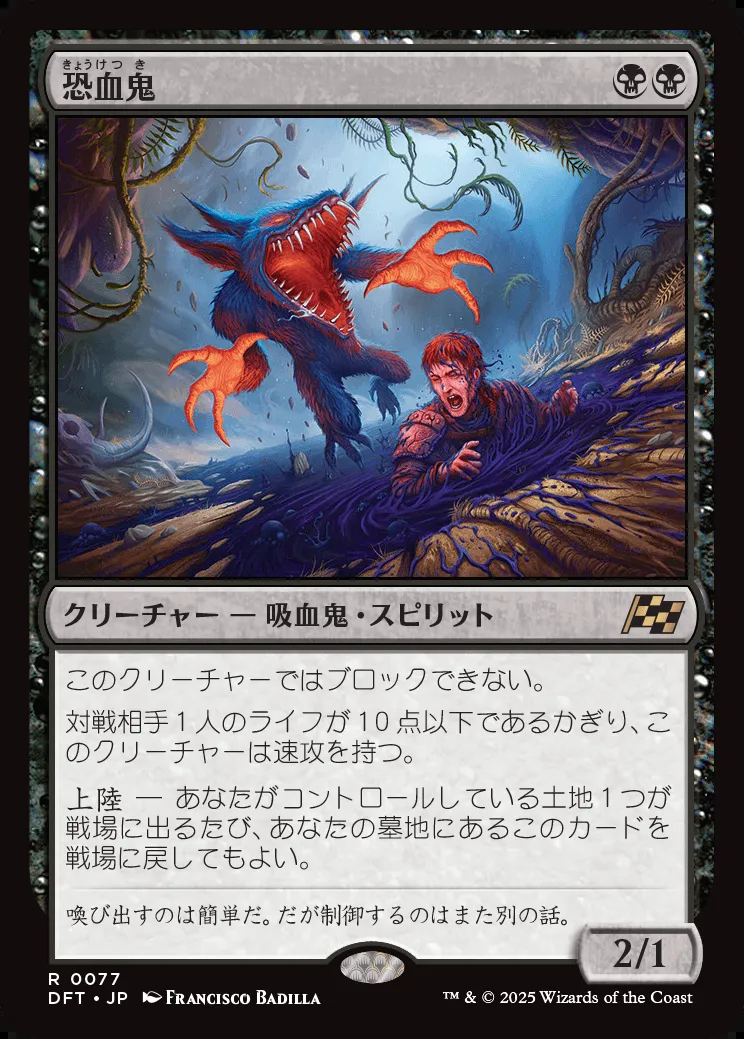 きょうけつき
恐血鬼
クリーチャー — 吸血鬼・スピリット
このクリーチャーではブロックできない。
対戦相手1人のライフが10点以下であるかぎり、こ
のクリーチャーは速攻を持つ。
上陸 — あなたがコントロールしている土地1つが
戦場に出るたび、あなたの墓地にあるこのカードを
戦場に戻してもよい。
喚び出すのは簡単だ。だが制御するのはまた別の話。
2/1
R 0077
DFT • JP Francisco Badilla
™ & © 2025 Wizards of the Coast